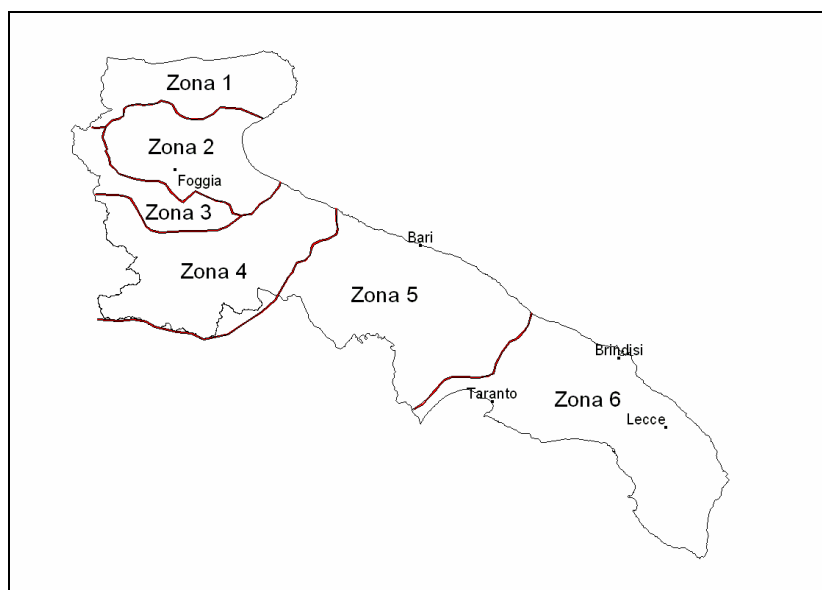 Zona 1
Zona 2
Foggia
Zona 3
Bari
Zona 4
Zona 5
Brindisi
Taranto
Zona 6
Lecce